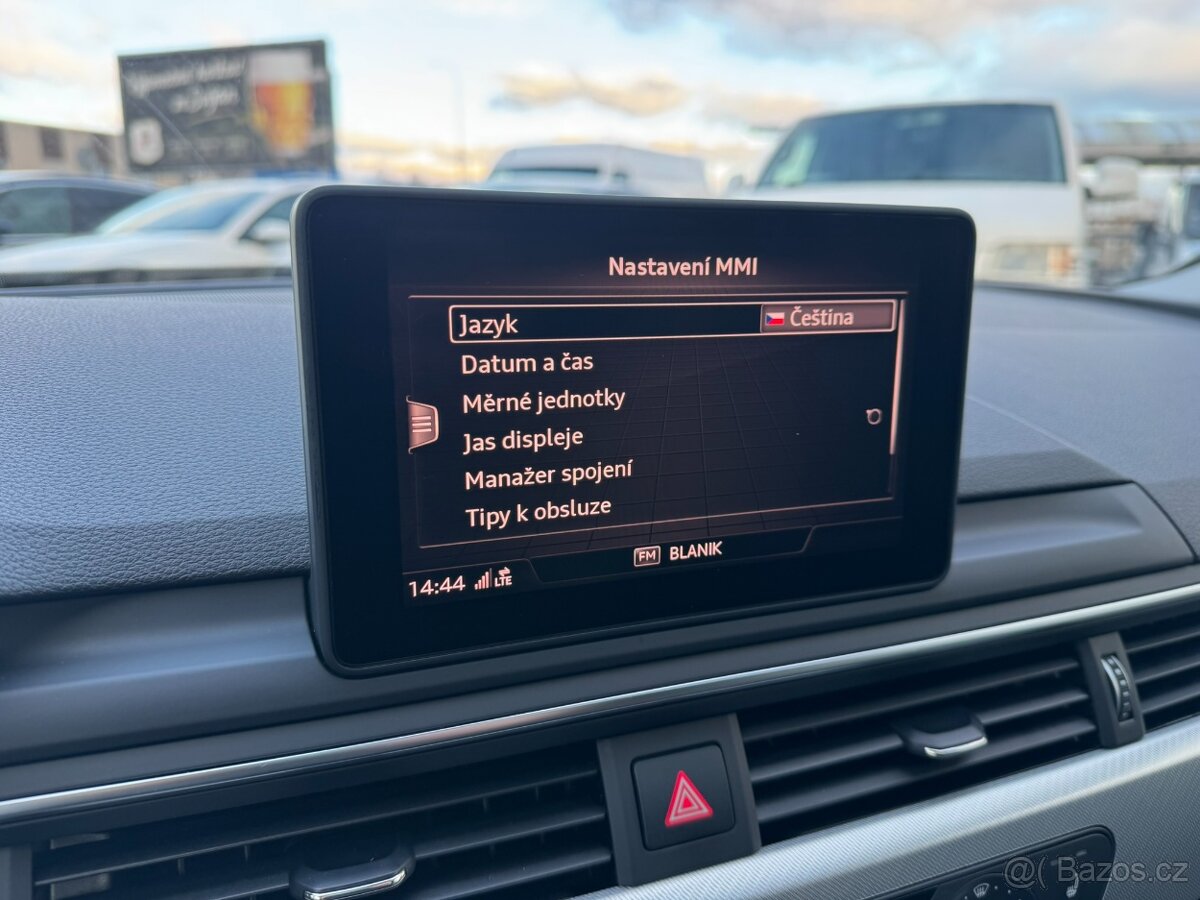 Nastavení MMI
Jazyk
Čeština
Datum a čas
Měrné jednotky
Jas displeje
Manažer spojení
Tipy k obsluze
FM BLANIK
14:44 LTE
@( Bazos.cz